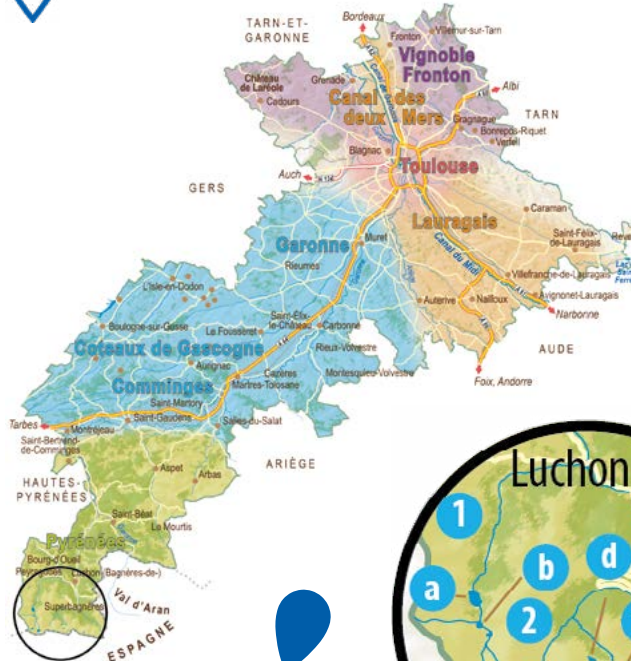 Bordeaux
TARN-ET-
GARONNE
Fronton
Villemur-sur-Tarn
Vignoble
Fronton
Château
de Laréole
Grenade
Cadours
Canal des
deux Mers
Albi
Gragnague
TARN
Bonrepos-Riquet
Verfeil
Blagnac
Toulouse
Auch
GERS
Caraman
Lauragais
Saint-Félix-
de-Lauragais
Garonne
Muret
Canal du Midi
Rieumes
Villefranche-de-Lauragais
L'Isle-en-Dodon
Auterive
Nailloux
Avignonet-Lauragais
Narbonne
Saint-Élix-
le-Château
Carbonne
Boulogne-sur-Gesse
Le Fousseret
AUDE
Coteaux de Gascogne
Rieux-Volvestre
Aurignac
Cazères
Montesquieu-Volvestre
Foix, Andorre
Comminges
Martres-Tolosane
Saint-Martory
Tarbes
Saint-Gaudens
Salies-du-Salat
Montréjeau
Saint-Bertrand-
de-Comminges
ARIÈGE
HAUTES-
PYRÉNÉES
Aspet
Arbas
Saint-Béat
Le Mourtis
Pyrénées
Bourg-d'Oueil
Peyragudes
Luchon (Bagnères-de-)
Superbagnères
Val d'Aran
ESPAGNE
Luchon
1
a
b
d
2